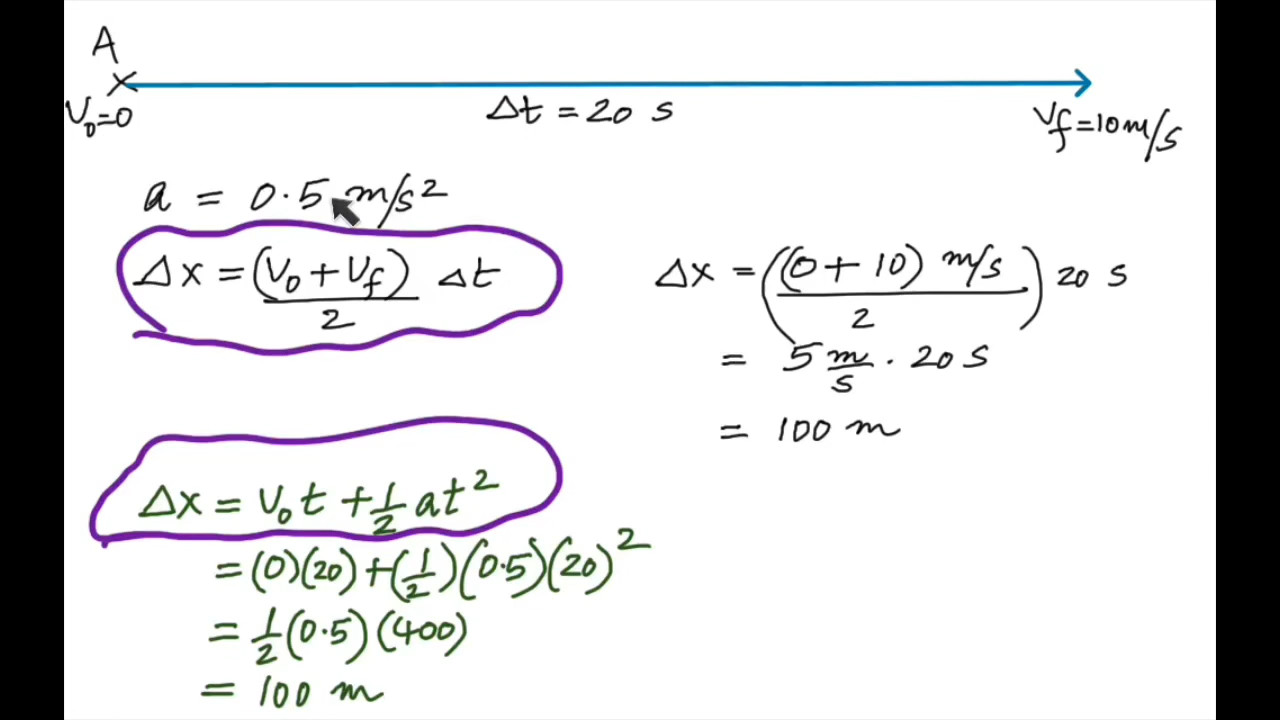 A
V₀=0
Δt = 20 s
Vf=10m/s
a = 0.5 m/s²
Δx = (V₀ + Vf)/2 Δt
Δx = ((0 + 10) m/s / 2) 20 s
= 5 m/s · 20 s
= 100 m
Δx = V₀t + 1/2 at²
= (0)(20) + (1/2)(0.5)(20)²
= 1/2 (0.5)(400)
= 100 m